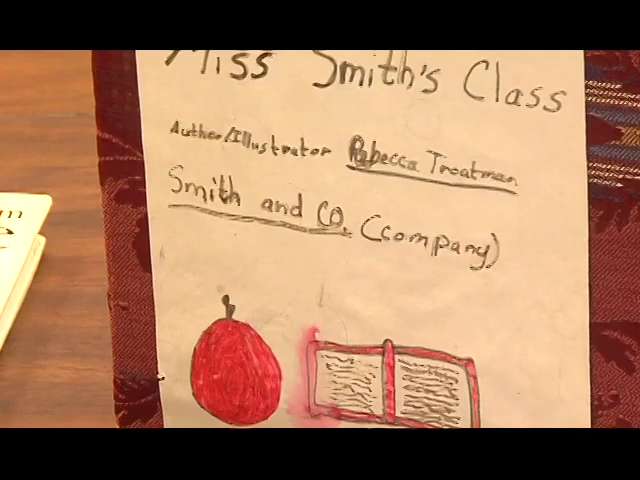 Miss Smith's Class
Author/Illustrator Rebecca Troatman
Smith and CO. (company)